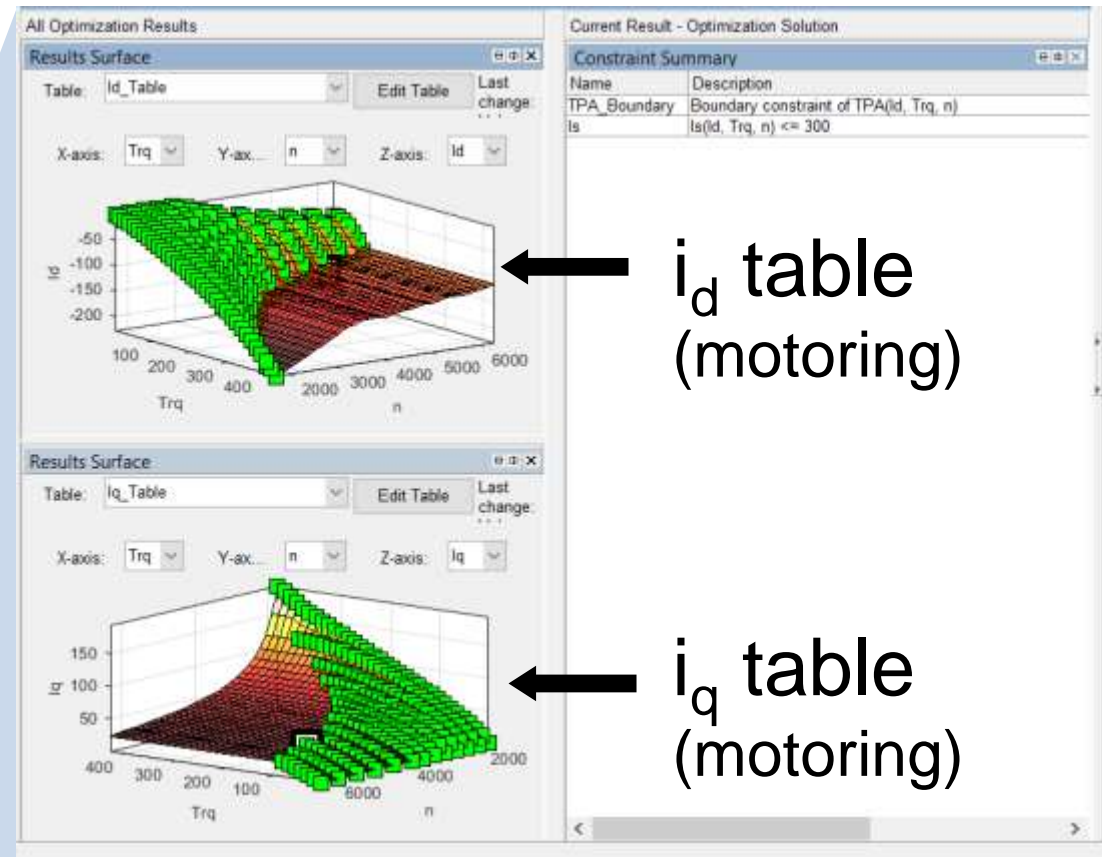 All Optimization Results
Results Surface
Table: Id_Table Edit Table Last change:
X-axis: Trq Y-ax... n Z-axis: Id
-50
-100
-150
-200
Id
100 200 300 400
Trq
2000 3000 4000 5000 6000
n
Results Surface
Table: Iq_Table Edit Table Last change:
X-axis: Trq Y-ax... n Z-axis: Iq
150
100
50
Iq
400 300 200 100
Trq
6000 4000 2000
n
Current Result - Optimization Solution
Constraint Summary
Name Description
TPA_Boundary Boundary constraint of TPA(Id, Trq, n)
Is Is(Id, Trq, n) <= 300
id table
(motoring)
iq table
(motoring)